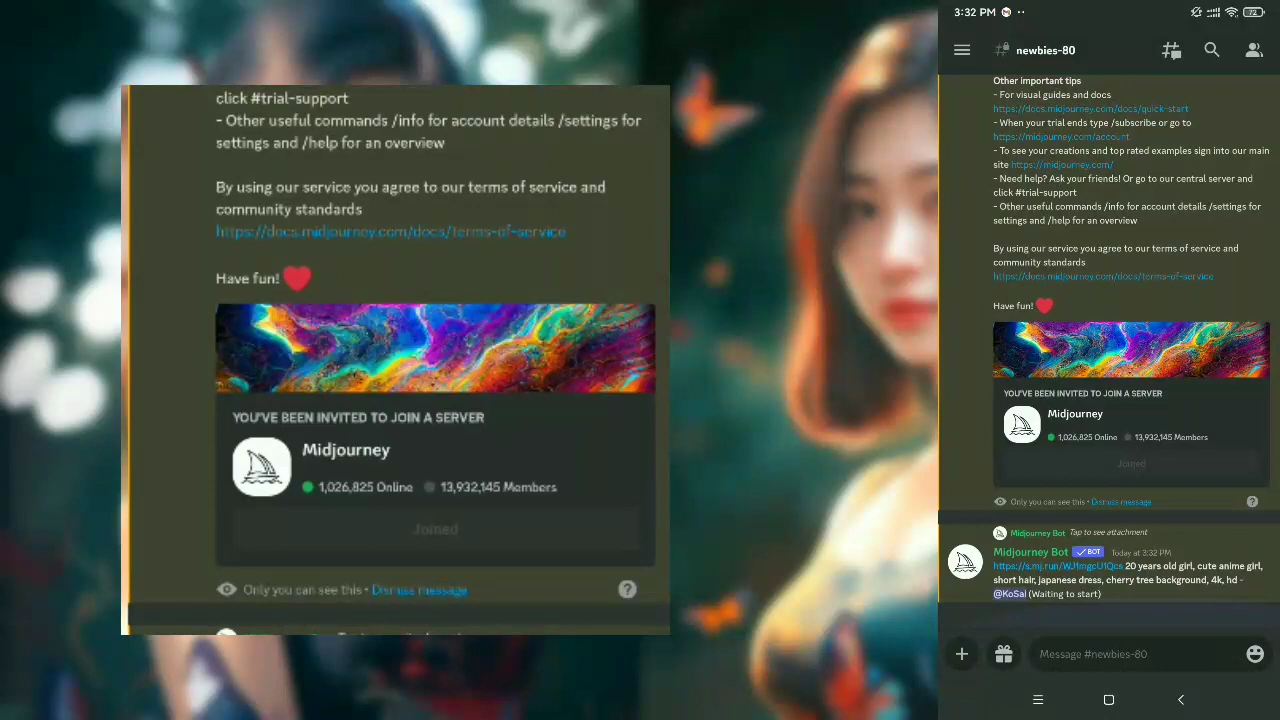 click #trial-support
- Other useful commands /info for account details /settings for
settings and /help for an overview
By using our service you agree to our terms of service and
community standards
https://docs.midjourney.com/docs/terms-of-service
Have fun!
YOU'VE BEEN INVITED TO JOIN A SERVER
Midjourney
1,026,825 Online 13,932,145 Members
Joined
Only you can see this • Dismiss message
3:32 PM
72
newbies-80
Other important tips
- For visual guides and docs
https://docs.midjourney.com/docs/quick-start
- When your trial ends type /subscribe or go to
https://midjourney.com/account
- To see your creations and top rated examples sign into our main
site https://midjourney.com/
- Need help? Ask your friends! Or go to our central server and
click #trial-support
- Other useful commands /info for account details /settings for
settings and /help for an overview
By using our service you agree to our terms of service and
community standards
https://docs.midjourney.com/docs/terms-of-service
Have fun!
YOU'VE BEEN INVITED TO JOIN A SERVER
Midjourney
1,026,825 Online 13,932,145 Members
Joined
Only you can see this • Dismiss message
Midjourney Bot Tap to see attachment
Midjourney Bot BOT Today at 3:32 PM
20 years old girl, cute anime girl,
short hair, japanese dress, cherry tree background, 4k, hd -
@KoSai (Waiting to start)
Message #newbies-80